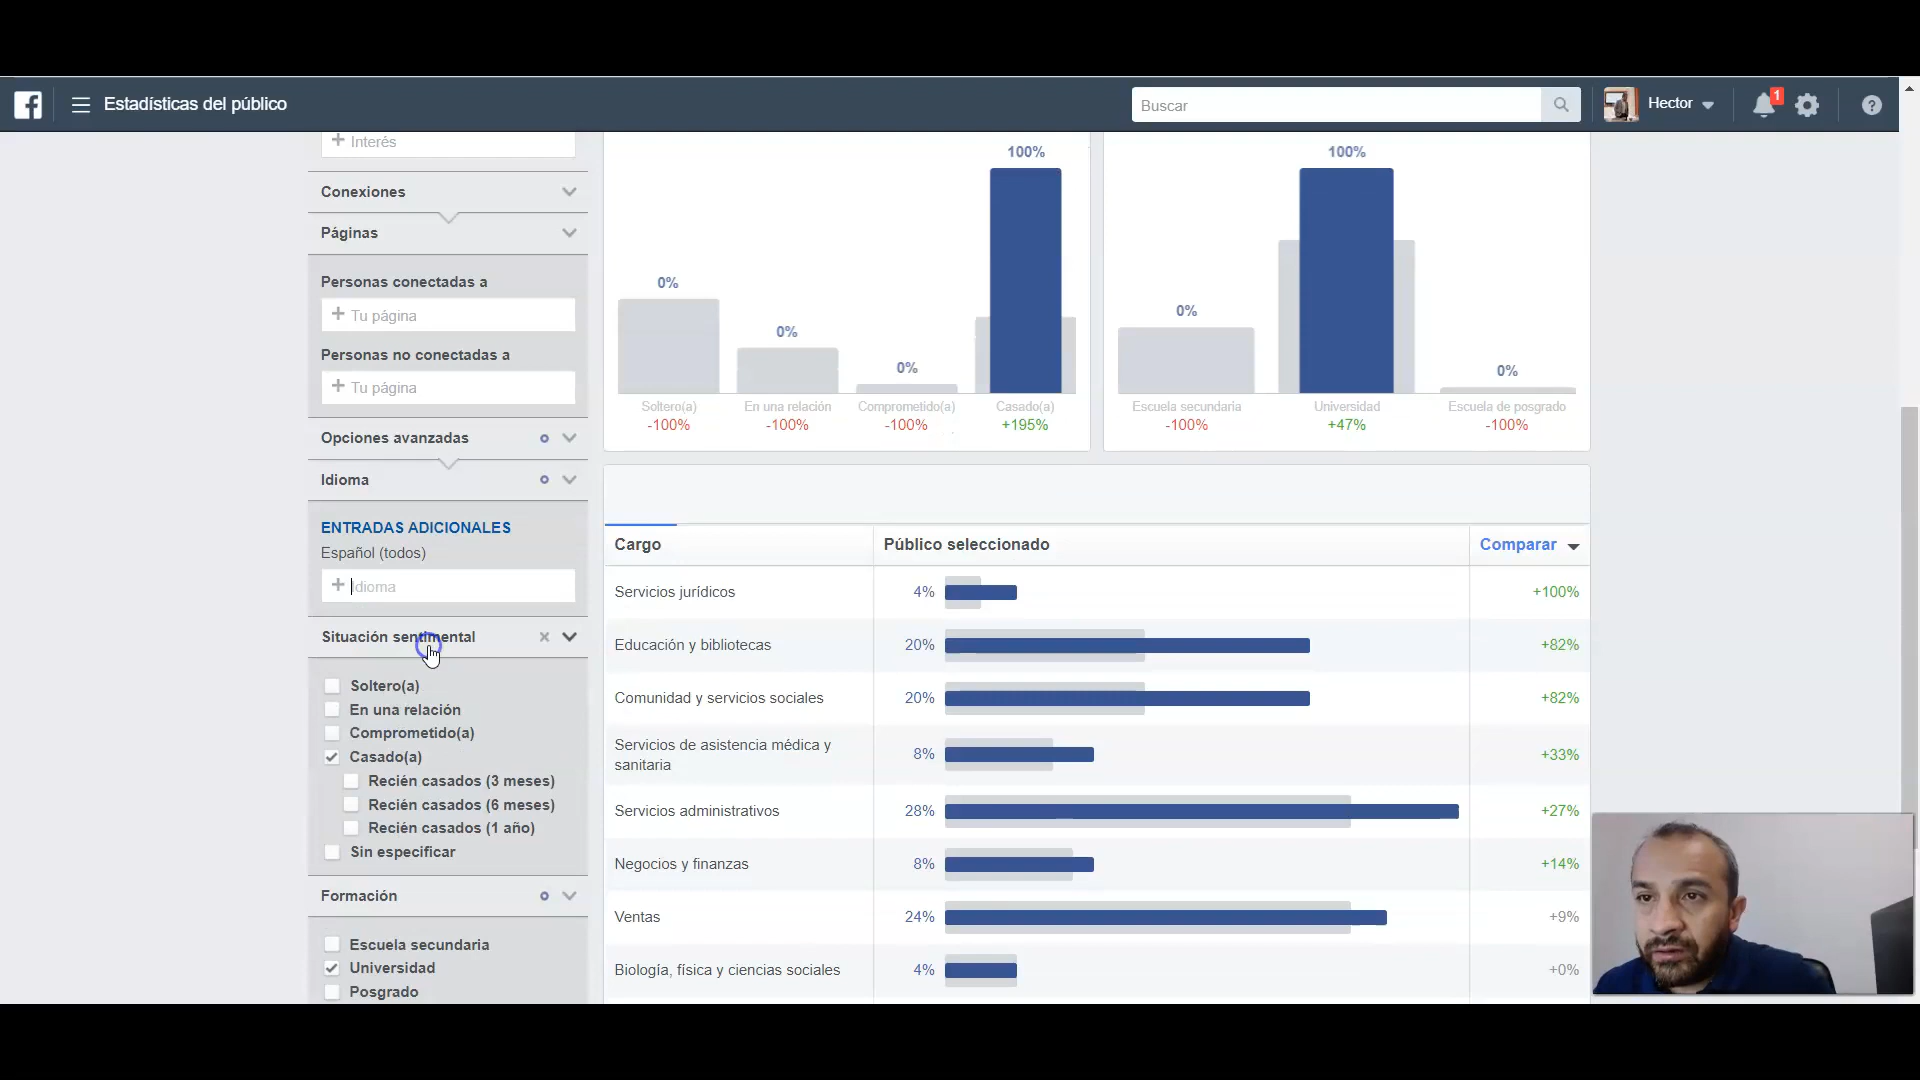 Estadísticas del público
Buscar
Hector
1
?
+ Interés
Conexiones
Páginas
Personas conectadas a
+ Tu página
Personas no conectadas a
+ Tu página
Opciones avanzadas
Idioma
ENTRADAS ADICIONALES
Español (todos)
+ Idioma
Situación sentimental
Soltero(a)
En una relación
Comprometido(a)
Casado(a)
Recién casados (3 meses)
Recién casados (6 meses)
Recién casados (1 año)
Sin especificar
Formación
Escuela secundaria
Universidad
Posgrado
0% 0% 0% 100%
Soltero(a) En una relación Comprometido(a) Casado(a)
-100% -100% -100% +195%
0% 100% 0%
Escuela secundaria Universidad Escuela de posgrado
-100% +47% -100%
Cargo Público seleccionado Comparar
Servicios jurídicos 4% +100%
Educación y bibliotecas 20% +82%
Comunidad y servicios sociales 20% +82%
Servicios de asistencia médica y
sanitaria 8% +33%
Servicios administrativos 28% +27%
Negocios y finanzas 8% +14%
Ventas 24% +9%
Biología, física y ciencias sociales 4% +0%